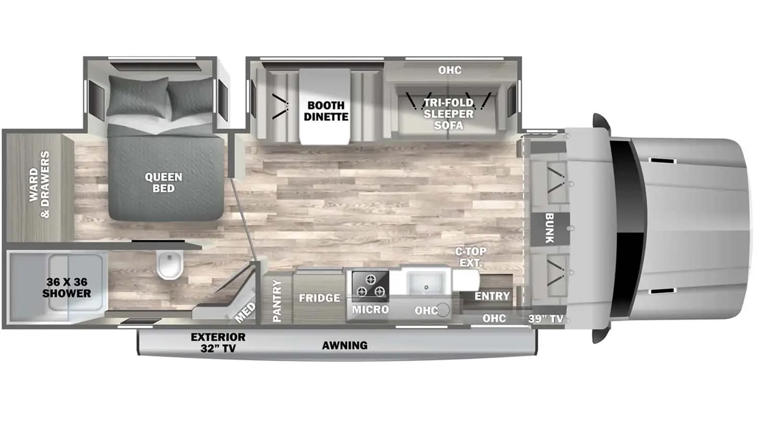 OHC
BOOTH
DINETTE
TRI-FOLD
SLEEPER
SOFA
WARD
& DRAWERS
QUEEN
BED
BUNK
C-TOP
EXT.
36 X 36
SHOWER
MED
PANTRY
FRIDGE
MICRO
OHC
ENTRY
OHC
39" TV
EXTERIOR
32" TV
AWNING